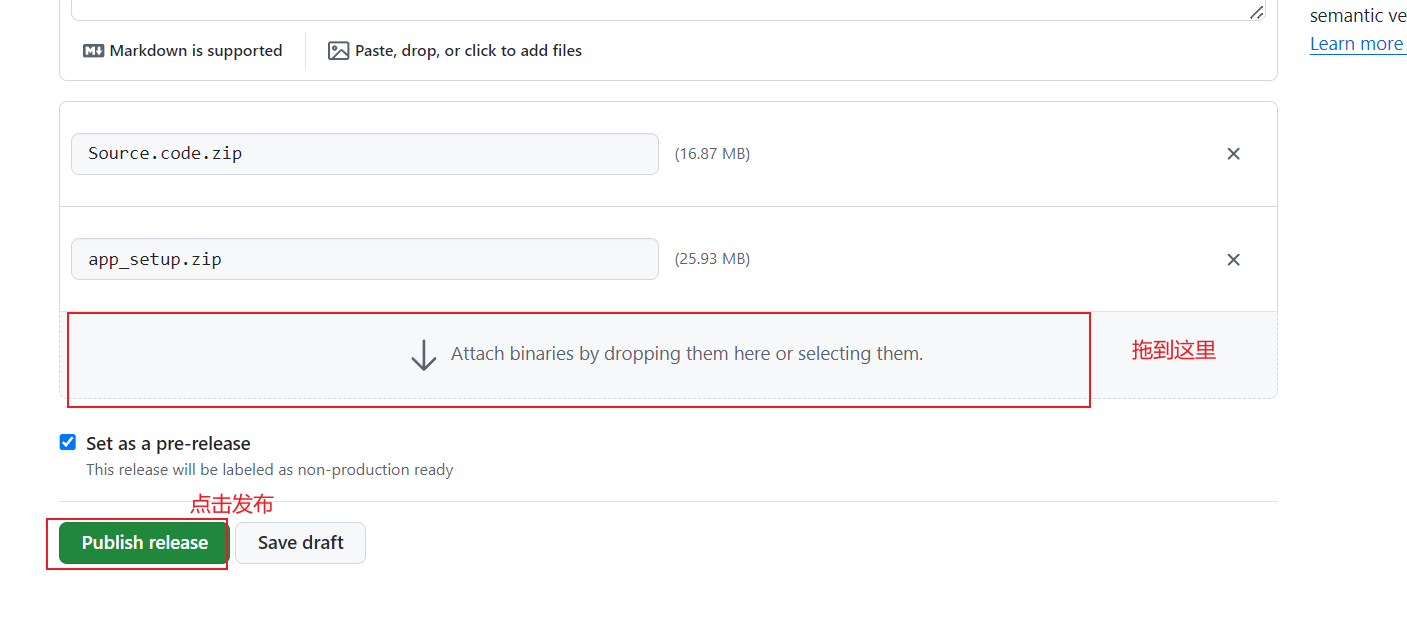 semantic ve
Learn more
Markdown is supported
Paste, drop, or click to add files
Source.code.zip
(16.87 MB)
app_setup.zip
(25.93 MB)
Attach binaries by dropping them here or selecting them.
拖到这里
Set as a pre-release
This release will be labeled as non-production ready
点击发布
Publish release
Save draft